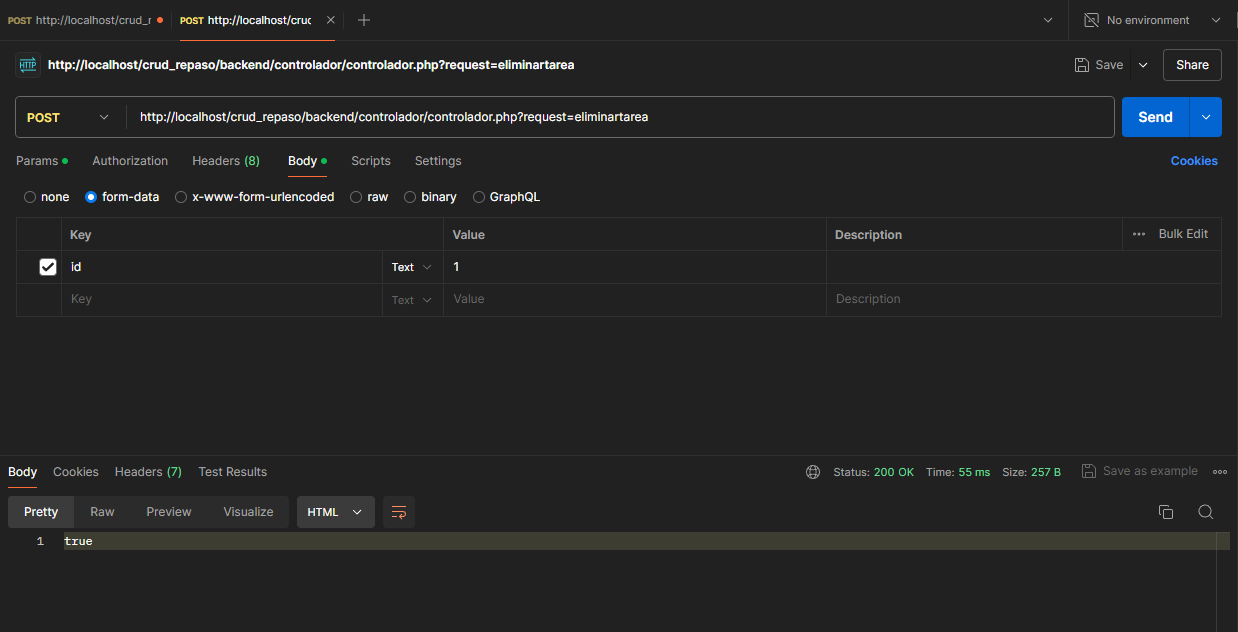 POST http://localhost/crud_r POST http://localhost/cruc No environment
HTTP http://localhost/crud_repaso/backend/controlador/controlador.php?request=eliminartarea Save Share
POST http://localhost/crud_repaso/backend/controlador/controlador.php?request=eliminartarea Send
Params Authorization Headers (8) Body Scripts Settings Cookies
none form-data x-www-form-urlencoded raw binary GraphQL
Key Value Description Bulk Edit
id Text 1
Key Text Value Description
Body Cookies Headers (7) Test Results Status: 200 OK Time: 55 ms Size: 257 B Save as example
Pretty Raw Preview Visualize HTML
1 true